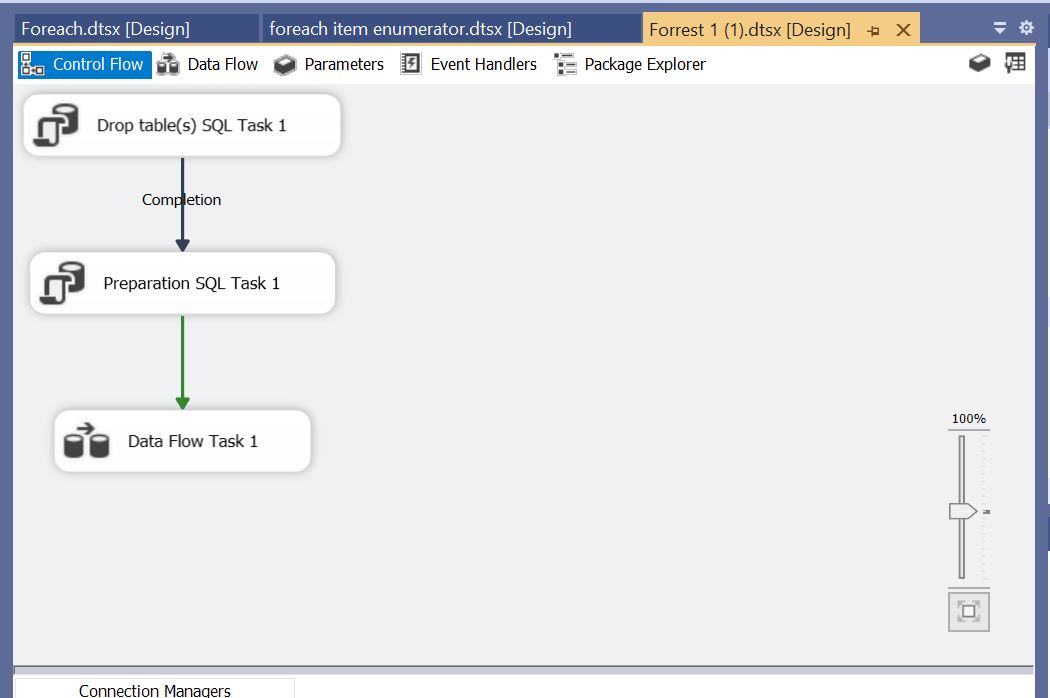 Foreach.dtsx [Design] foreach item enumerator.dtsx [Design] Forrest 1 (1).dtsx [Design]
Control Flow Data Flow Parameters Event Handlers Package Explorer
Drop table(s) SQL Task 1
Completion
Preparation SQL Task 1
100%
Data Flow Task 1
Connection Managers